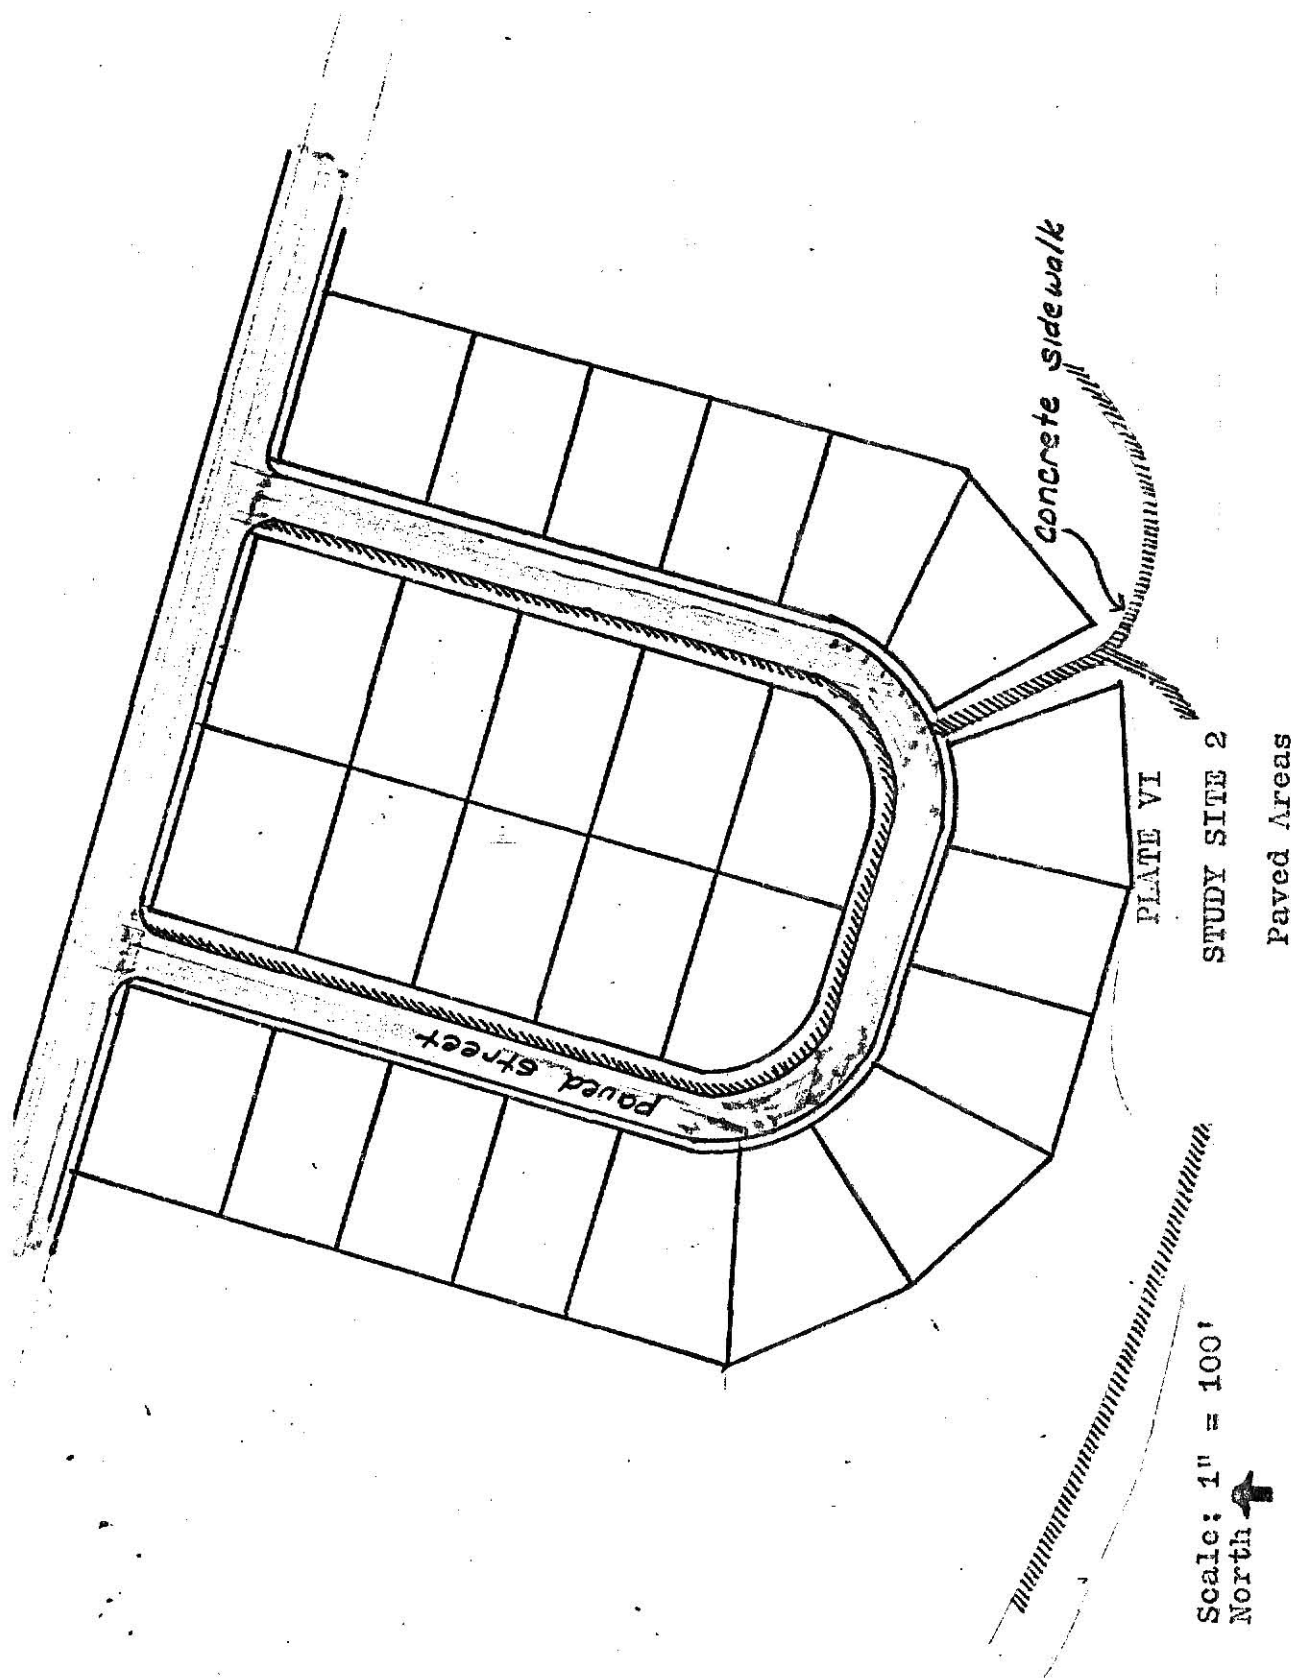 concrete sidewalk
paved street
PLATE VI
STUDY SITE 2
Paved Areas
Scale: 1" = 100'
North